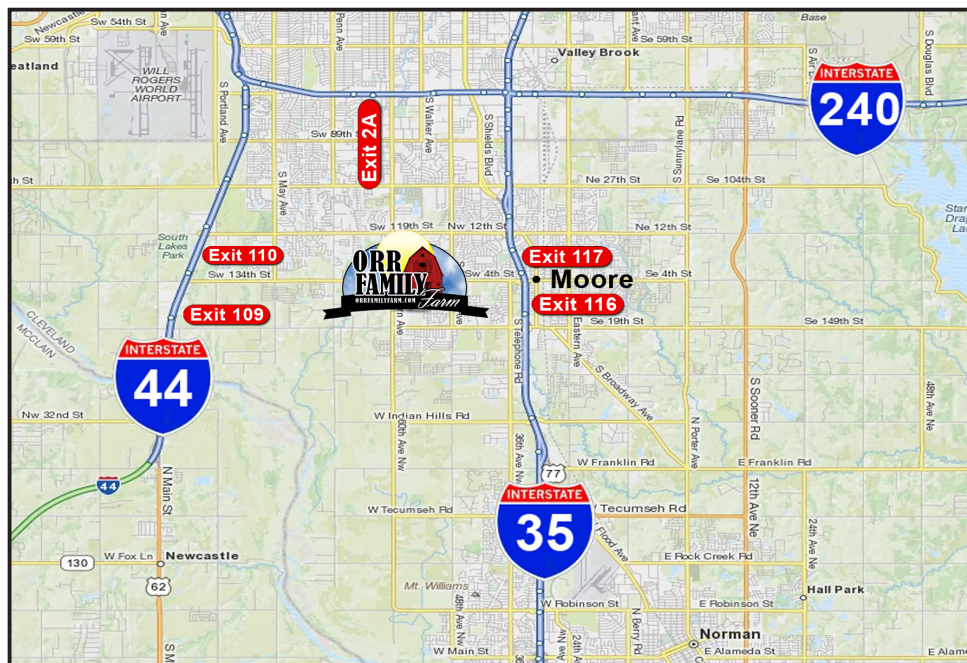 Sw 54th St
Newcastle
Sw 59th St
Penn Ave
Se 59th St
Base
Valley Brook
S Douglas Blvd
eatland
WILL
ROGERS
WORLD
AIRPORT
S Portland Ave
INTERSTATE
240
Exit 2A
Sw 89th St
S Walker Ave
S Shields Blvd
S Sunnylane Rd
th St
S May Ave
Ne 27th St
Se 104th St
Sw 119th St
Nw 12th St
Ne 12th St
South
Lakes
Park
Exit 110
Sw 134th St
ORR
FAMILY
Farm
ORRFAMILYFARM.COM
Sw 4th St
Exit 117
Moore
Se 4th St
Exit 116
Exit 109
Se 19th St
Se 149th St
Eastern Ave
S Telephone Rd
CLEVELAND
MCCLAIN
INTERSTATE
44
S Broadway Ave
S Sooner Rd
48th Ave Ne
Nw 32nd St
W Indian Hills Rd
60th Ave Nw
36th Ave Nw
N Porter Ave
W Franklin Rd
E Franklin Rd
77
44
N Main St
INTERSTATE
35
W Tecumseh Rd
Tecumseh Rd
12th Ave Ne
24th Ave Ne
Flood Ave
130
W Fox Ln
Newcastle
E Rock Creek Rd
62
Mt. Williams
Hall Park
48th Ave Nw
W Robinson St
E Robinson St
N Berry Rd
Norman
W Main St
E Alameda St
E Alam
S M